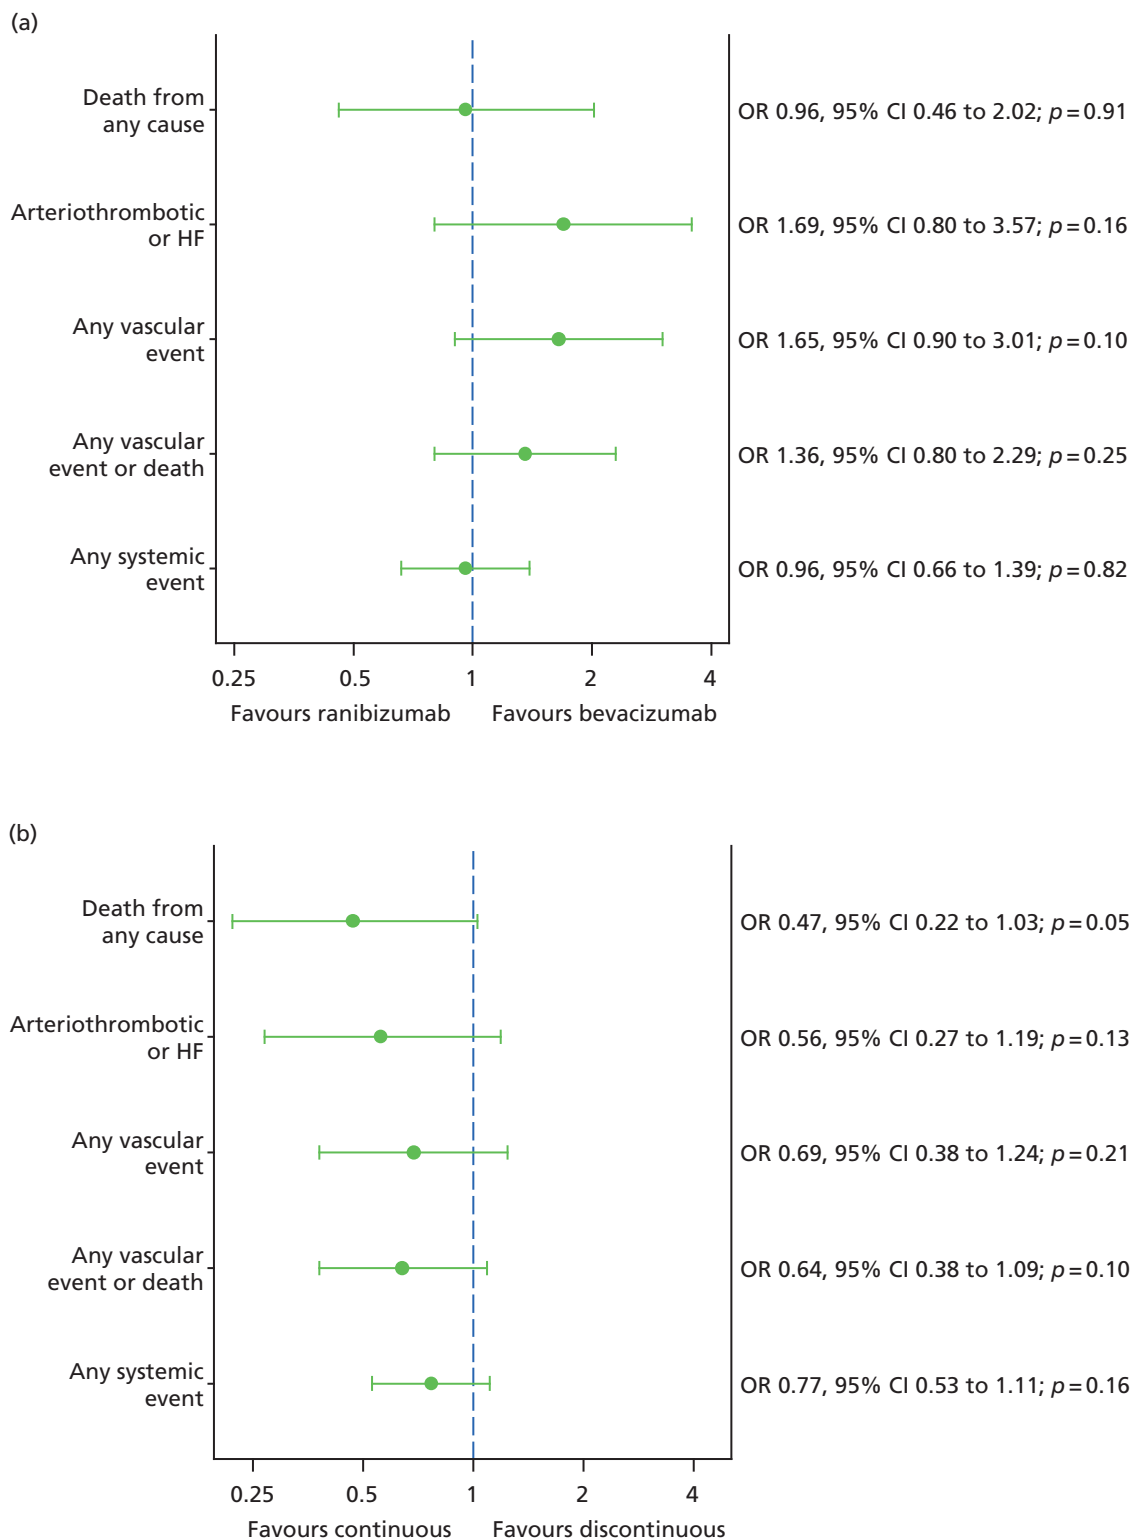 (a)
Death from
any cause
OR 0.96, 95% CI 0.46 to 2.02; p=0.91
Arteriothrombotic
or HF
OR 1.69, 95% CI 0.80 to 3.57; p=0.16
Any vascular
event
OR 1.65, 95% CI 0.90 to 3.01; p=0.10
Any vascular
event or death
OR 1.36, 95% CI 0.80 to 2.29; p=0.25
Any systemic
event
OR 0.96, 95% CI 0.66 to 1.39; p=0.82
0.25 0.5 1 2 4
Favours ranibizumab Favours bevacizumab
(b)
Death from
any cause
OR 0.47, 95% CI 0.22 to 1.03; p=0.05
Arteriothrombotic
or HF
OR 0.56, 95% CI 0.27 to 1.19; p=0.13
Any vascular
event
OR 0.69, 95% CI 0.38 to 1.24; p=0.21
Any vascular
event or death
OR 0.64, 95% CI 0.38 to 1.09; p=0.10
Any systemic
event
OR 0.77, 95% CI 0.53 to 1.11; p=0.16
0.25 0.5 1 2 4
Favours continuous Favours discontinuous